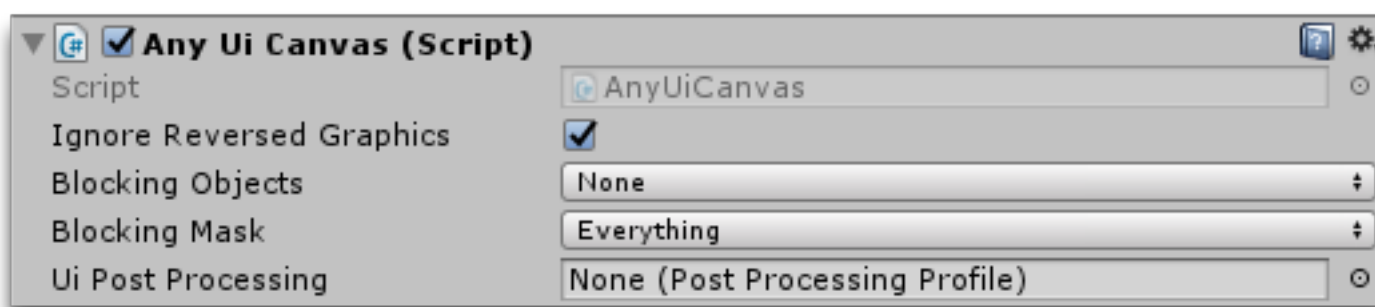 Any Ui Canvas (Script)
Script AnyUiCanvas
Ignore Reversed Graphics
Blocking Objects None
Blocking Mask Everything
Ui Post Processing None (Post Processing Profile)